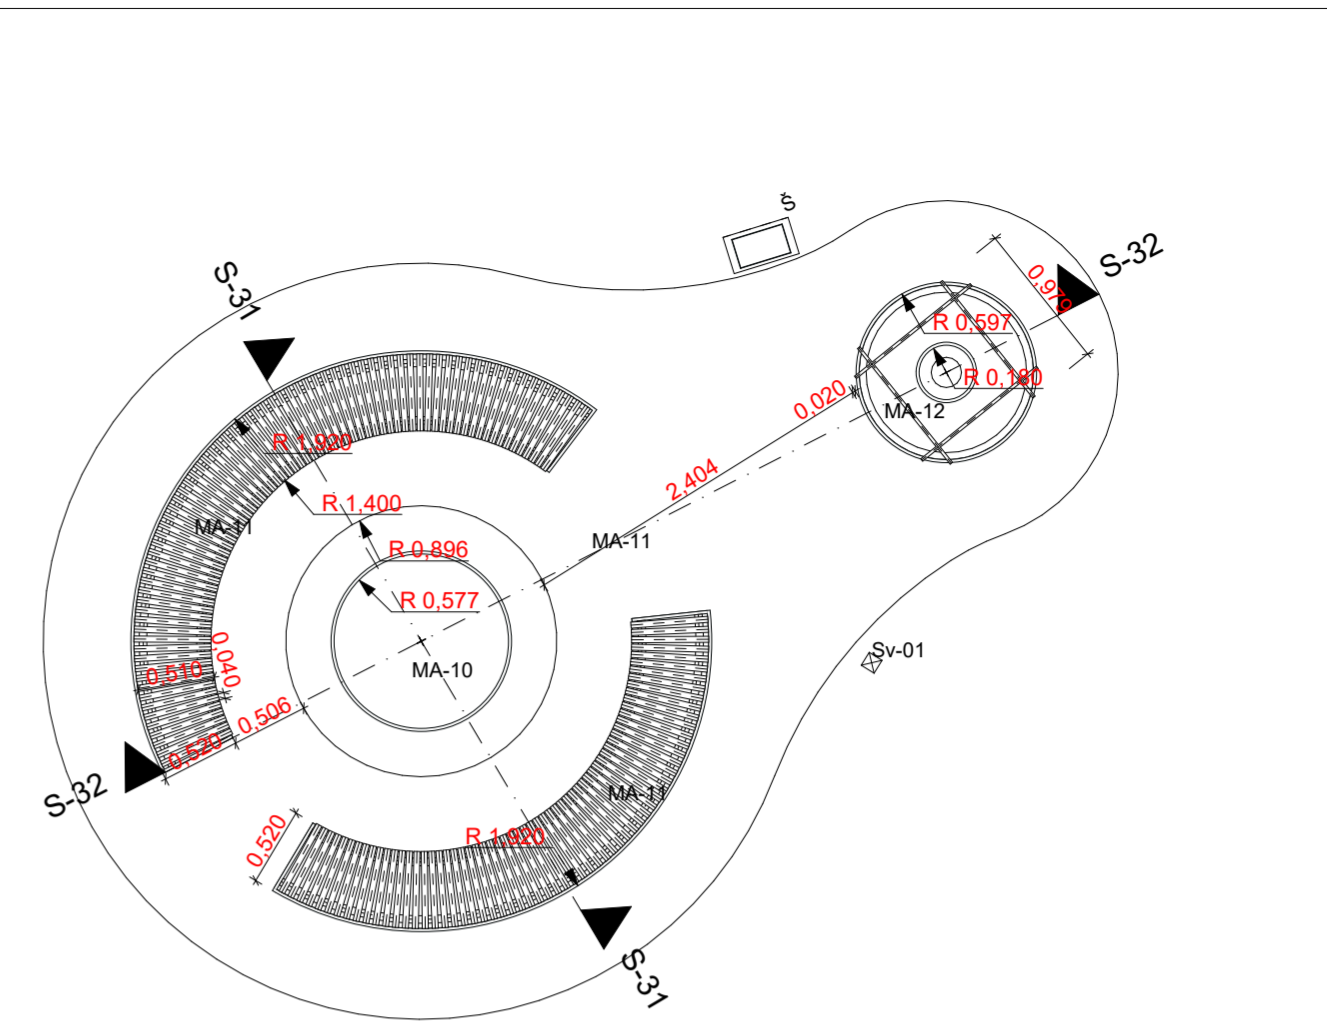 š
S-32
S-31
0,979
R 0,597
R 0,180
0,020
MA-12
R 1,920
2,404
R 1,400
MA-11
MA-11
R 0,896
R 0,577
Sv-01
0,040
MA-10
0,510
0,506
0,520
S-32
MA-11
0,520
R 1,920
S-31